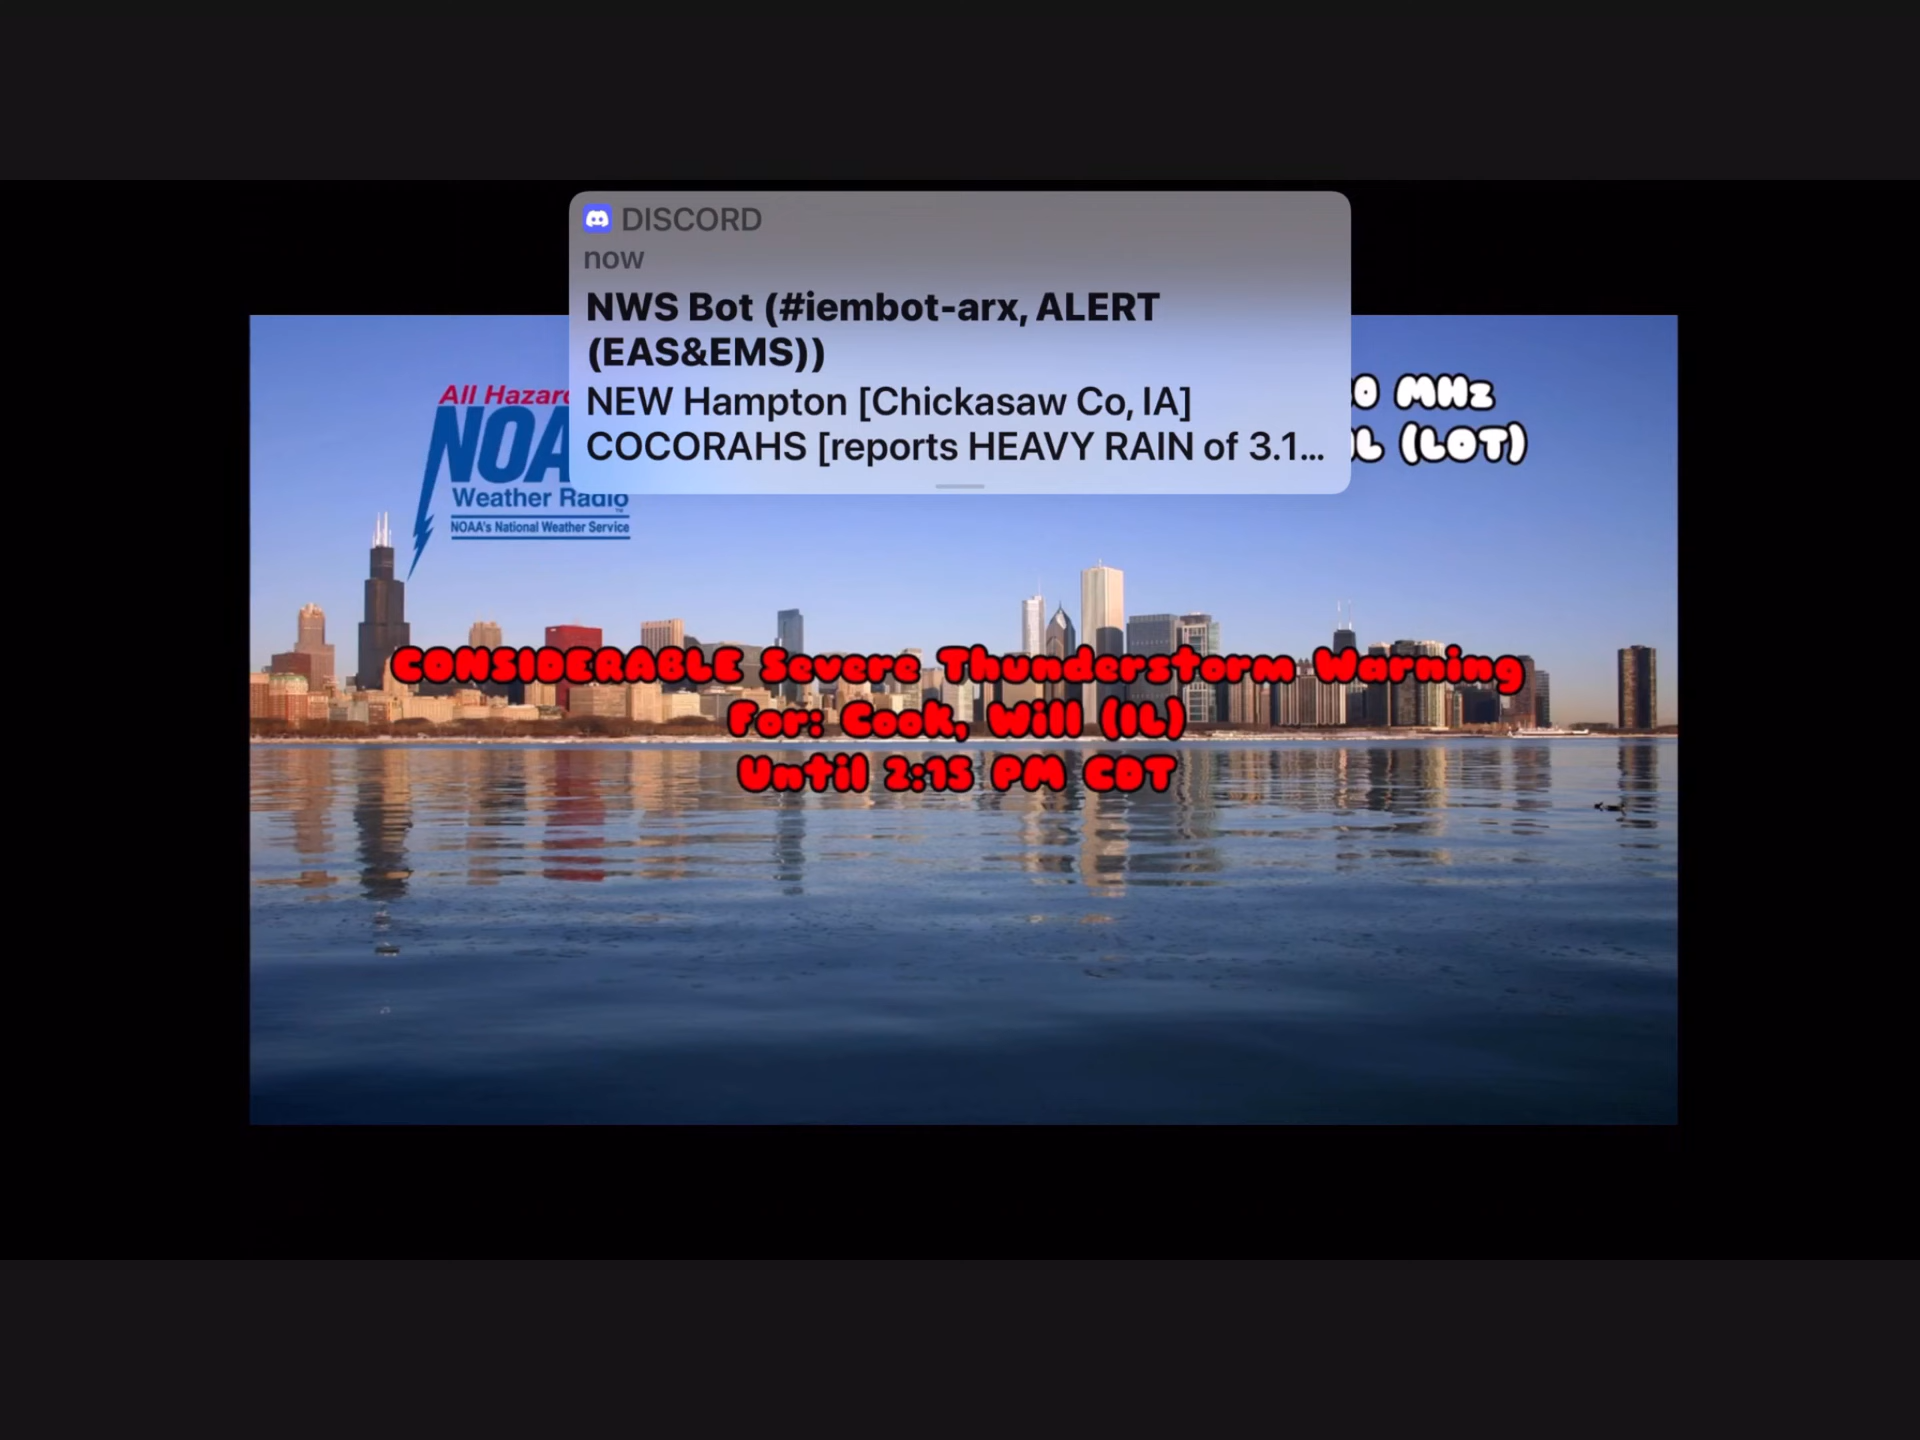 DISCORD
now
NWS Bot (#iembot-arx, ALERT
(EAS&EMS))
NEW Hampton [Chickasaw Co, IA]
COCORAHS [reports HEAVY RAIN of 3.1...
MHz
(LOT)
All
Weather Radio
NOAA's National Weather Service
CONSIDERABLE Severe Thunderstorm Warning
For: Cook, Will (IL)
Until 2:15 PM CDT